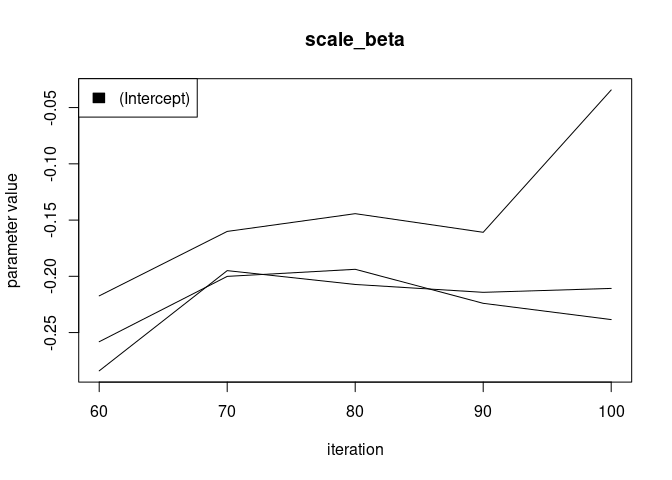 scale_beta
(Intercept)
parameter value
-0.05
-0.10
-0.15
-0.20
-0.25
60 70 80 90 100
iteration